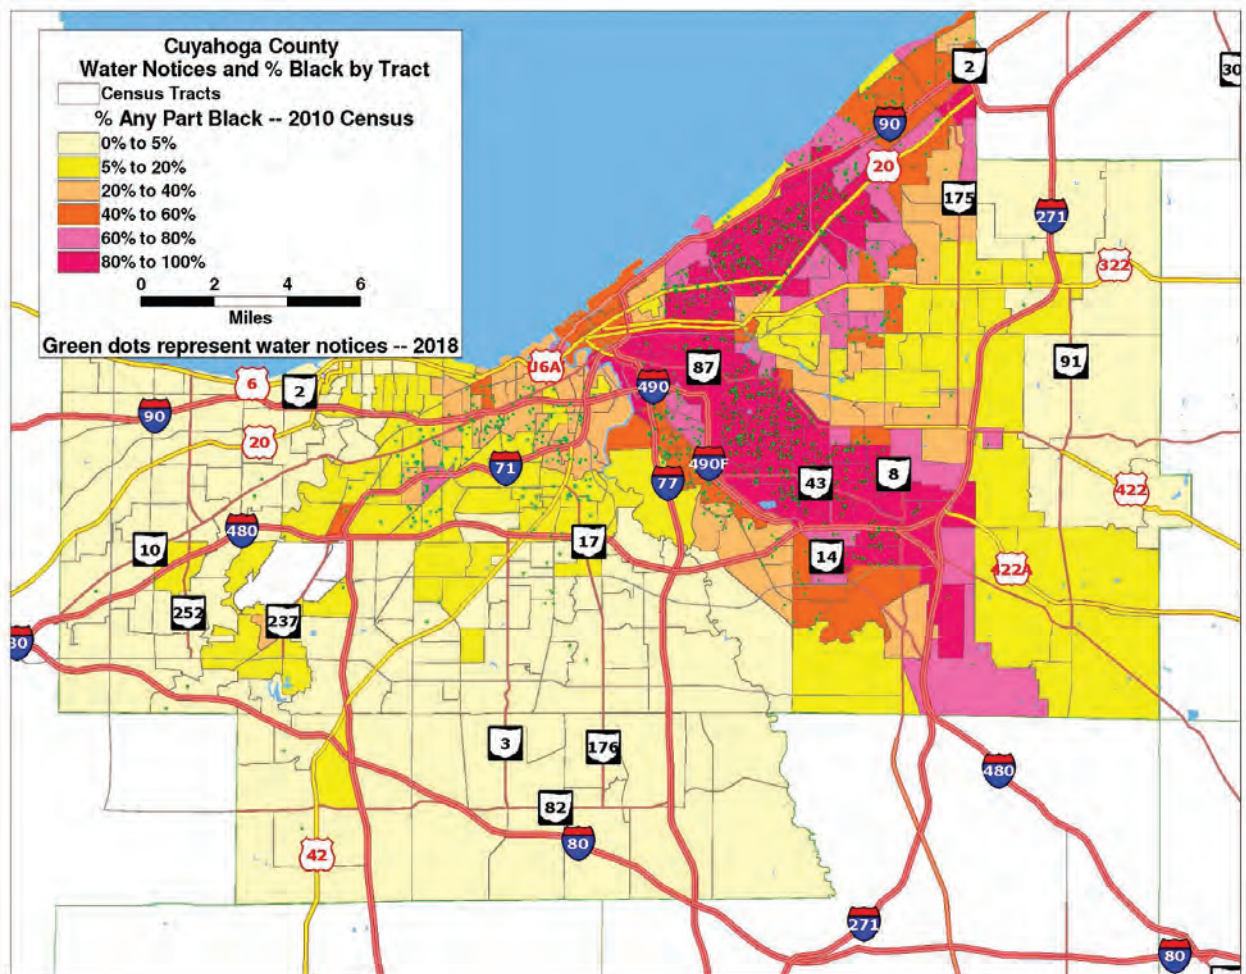 Cuyahoga County
Water Notices and % Black by Tract
Census Tracts
% Any Part Black -- 2010 Census
0% to 5%
5% to 20%
20% to 40%
40% to 60%
60% to 80%
80% to 100%
0 2 4 6
Miles
Green dots represent water notices -- 2018
2
30
90
20
175
271
322
6
2
U6A
87
91
90
490
20
71
490F
77
43
8
422
480
10
17
14
422A
252
237
80
3
176
480
82
80
42
271
80